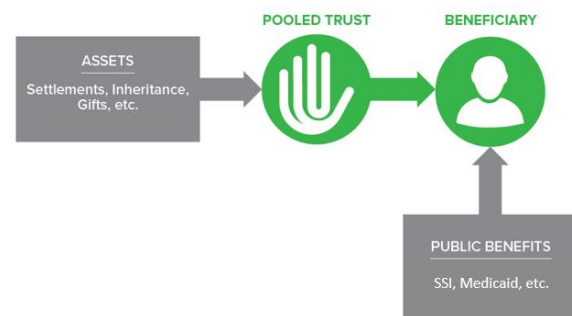 POOLED TRUST
BENEFICIARY
ASSETS
Settlements, Inheritance,
Gifts, etc.
PUBLIC BENEFITS
SSI, Medicaid, etc.